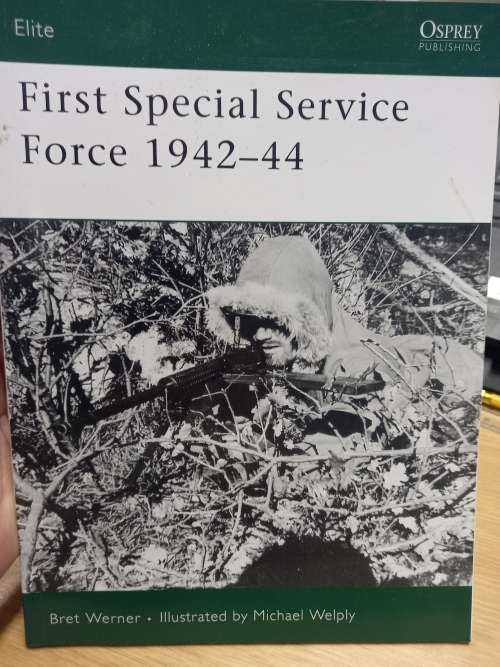 Elite
OSPREY
PUBLISHING
First Special Service
Force 1942–44
Bret Werner • Illustrated by Michael Welply